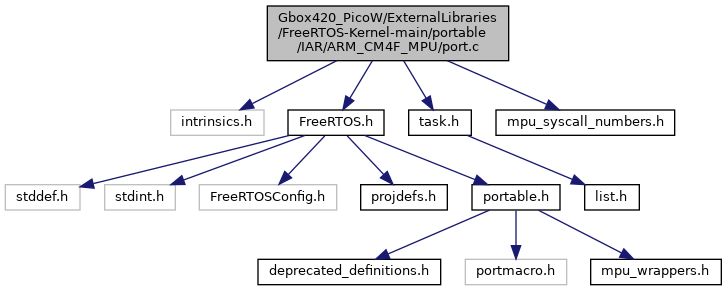 Gbox420_PicoW/ExternalLibraries
/FreeRTOS-Kernel-main/portable
/IAR/ARM_CM4F_MPU/port.c
intrinsics.h
FreeRTOS.h
task.h
mpu_syscall_numbers.h
stddef.h
stdint.h
FreeRTOSConfig.h
projdefs.h
portable.h
list.h
deprecated_definitions.h
portmacro.h
mpu_wrappers.h